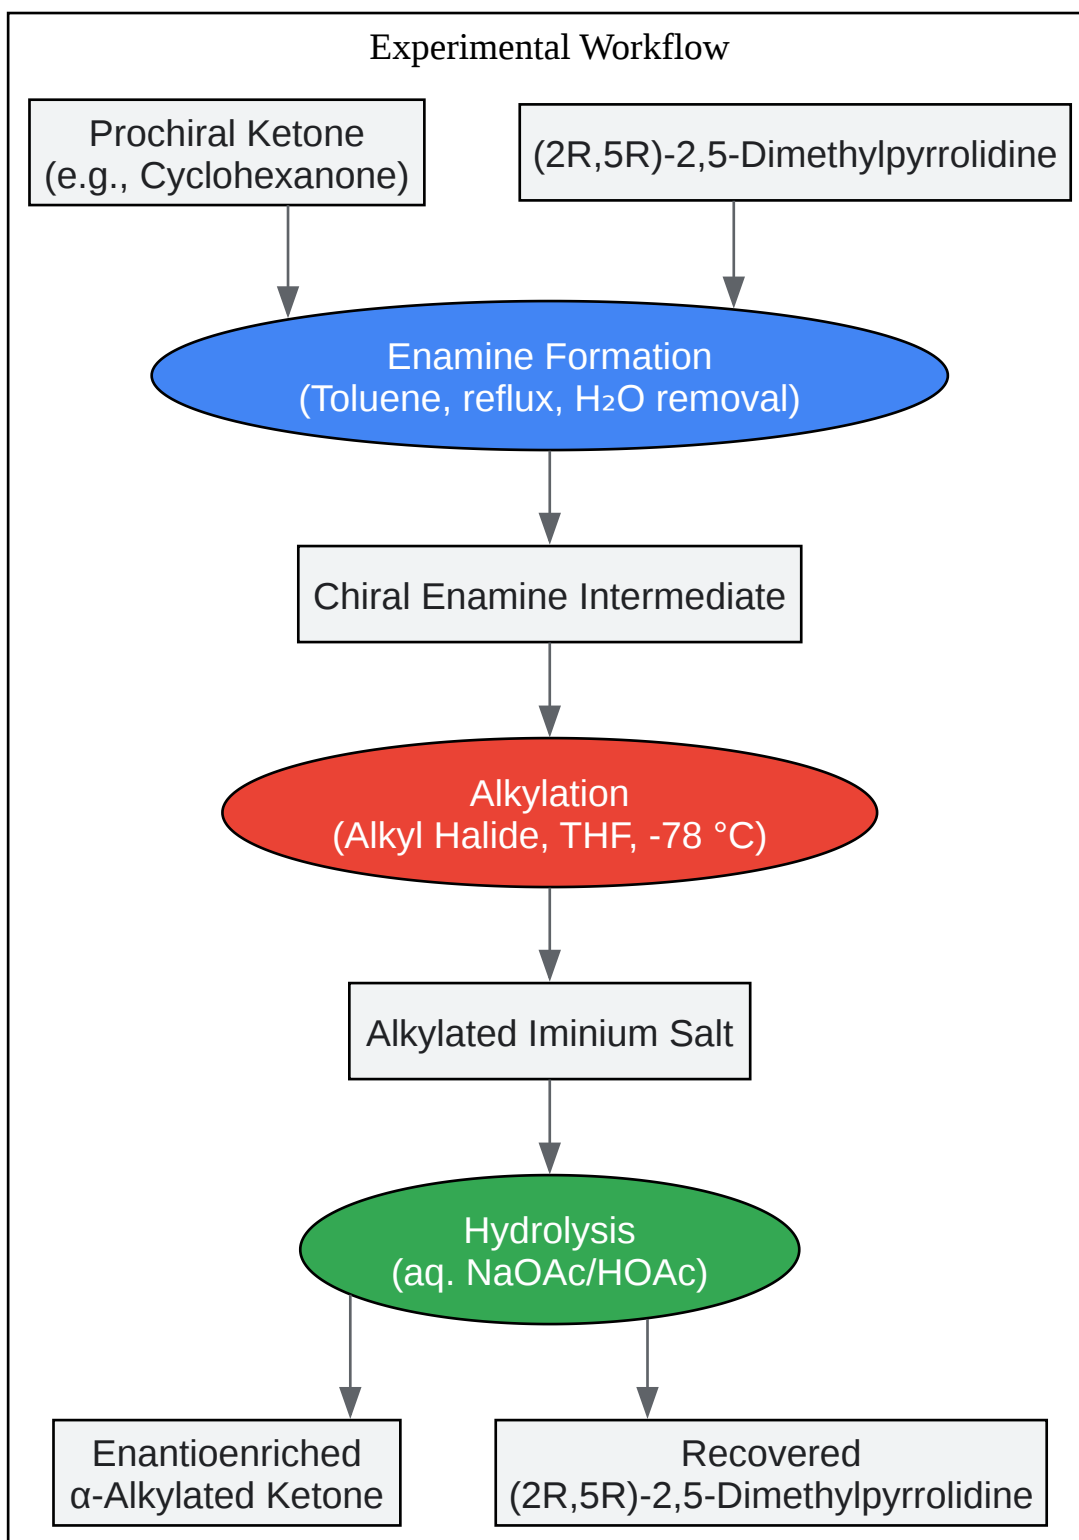 Experimental Workflow
Prochiral Ketone
(e.g., Cyclohexanone)
(2R,5R)-2,5-Dimethylpyrrolidine
Enamine Formation
(Toluene, reflux, H₂O removal)
Chiral Enamine Intermediate
Alkylation
(Alkyl Halide, THF, -78 °C)
Alkylated Iminium Salt
Hydrolysis
(aq. NaOAc/HOAc)
Enantioenriched
α-Alkylated Ketone
Recovered
(2R,5R)-2,5-Dimethylpyrrolidine